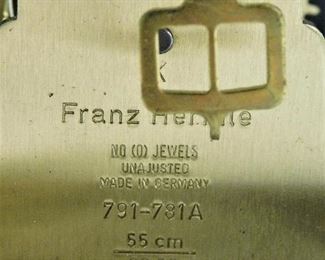 K
Franz
NO (0) JEWELS
UNAJUSTED
MADE IN GERMANY
791-781A
55 cm